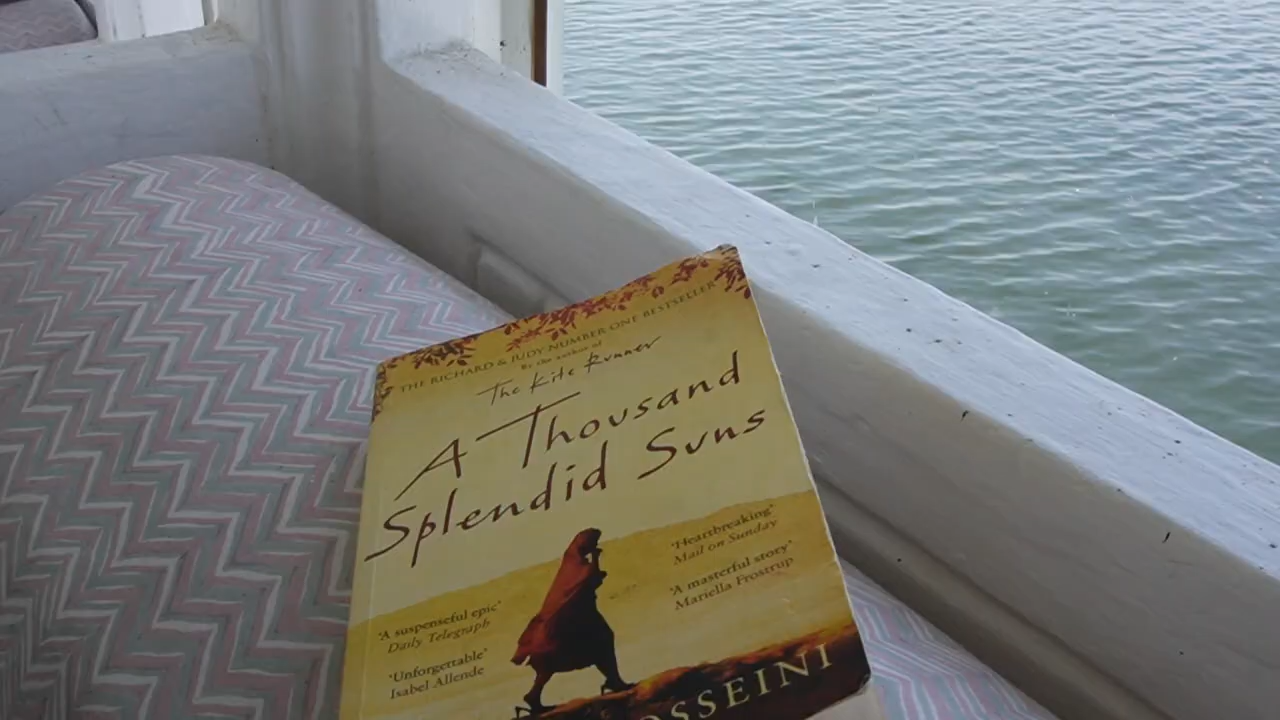 THE RICHARD & JUDY NUMBER ONE BESTSELLER
By the author of
The Kite Runner
A Thousand
Splendid Suns
'Heartbreaking'
Mail on Sunday
'A masterful story'
Mariella Frostrup
'A suspenseful epic'
Daily Telegraph
'Unforgettable'
Isabel Allende
OSSEINI